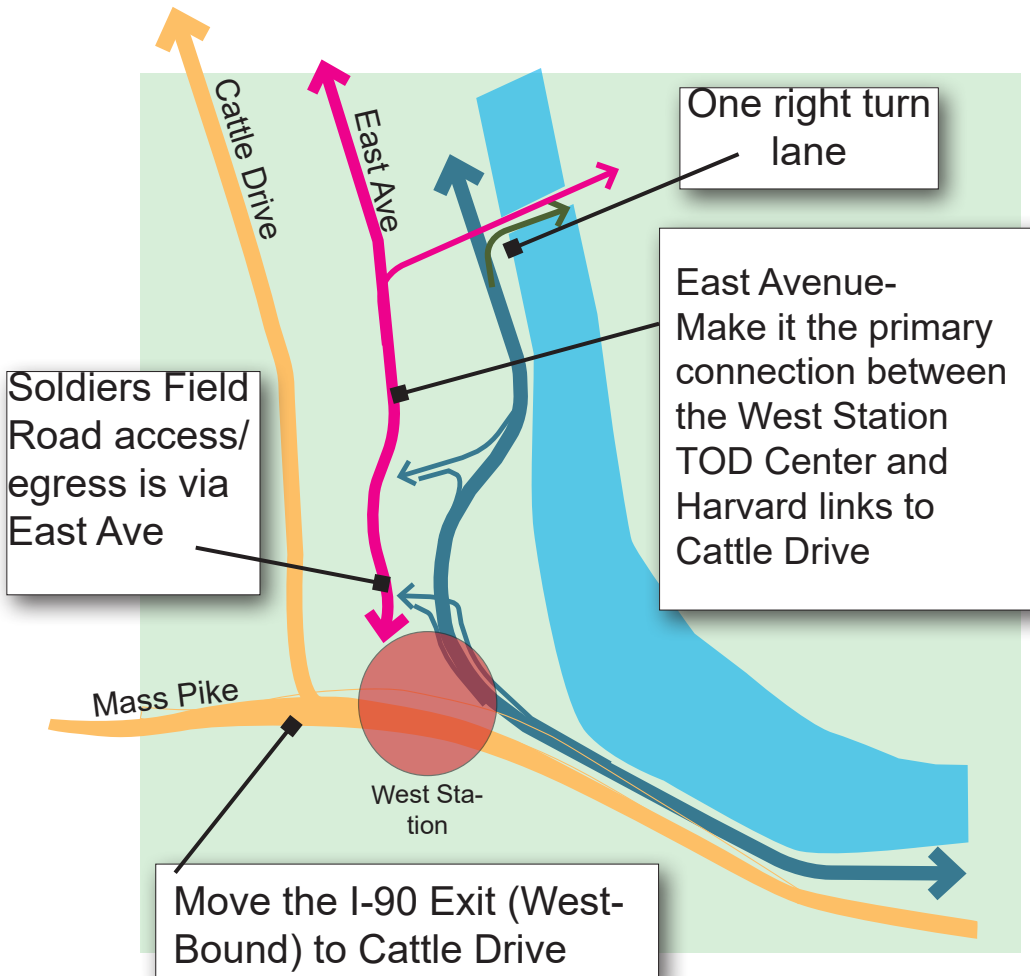 Cattle Drive
East Ave
One right turn
lane
East Avenue-
Make it the primary
connection between
the West Station
TOD Center and
Harvard links to
Cattle Drive
Soldiers Field
Road access/
egress is via
East Ave
Mass Pike
West Sta-
tion
Move the I-90 Exit (West-
Bound) to Cattle Drive